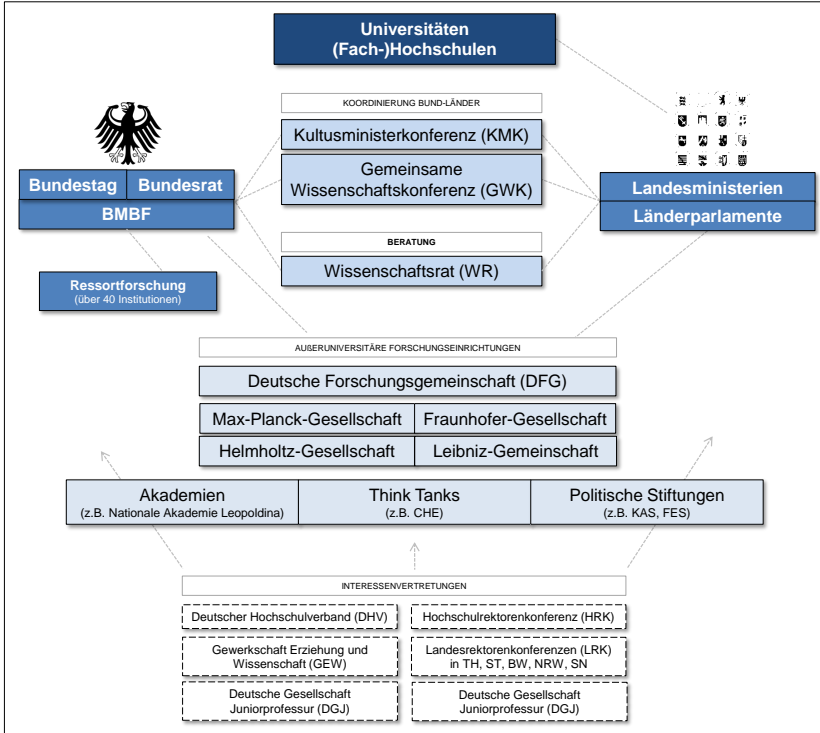 Universitäten
(Fach-)Hochschulen
KOORDINIERUNG BUND-LÄNDER
Kultusministerkonferenz (KMK)
Gemeinsame
Wissenschaftskonferenz (GWK)
Bundestag
Bundesrat
BMBF
Landesministerien
Länderparlamente
BERATUNG
Wissenschaftsrat (WR)
Ressortforschung
(über 40 Institutionen)
AUßERUNIVERSITÄRE FORSCHUNGSEINRICHTUNGEN
Deutsche Forschungsgemeinschaft (DFG)
Max-Planck-Gesellschaft
Fraunhofer-Gesellschaft
Helmholtz-Gesellschaft
Leibniz-Gemeinschaft
Akademien
(z.B. Nationale Akademie Leopoldina)
Think Tanks
(z.B. CHE)
Politische Stiftungen
(z.B. KAS, FES)
INTERESSENVERTRETUNGEN
Deutscher Hochschulverband (DHV)
Hochschulrektorenkonferenz (HRK)
Gewerkschaft Erziehung und
Wissenschaft (GEW)
Landesrektorenkonferenzen (LRK)
in TH, ST, BW, NRW, SN
Deutsche Gesellschaft
Juniorprofessur (DGJ)
Deutsche Gesellschaft
Juniorprofessur (DGJ)